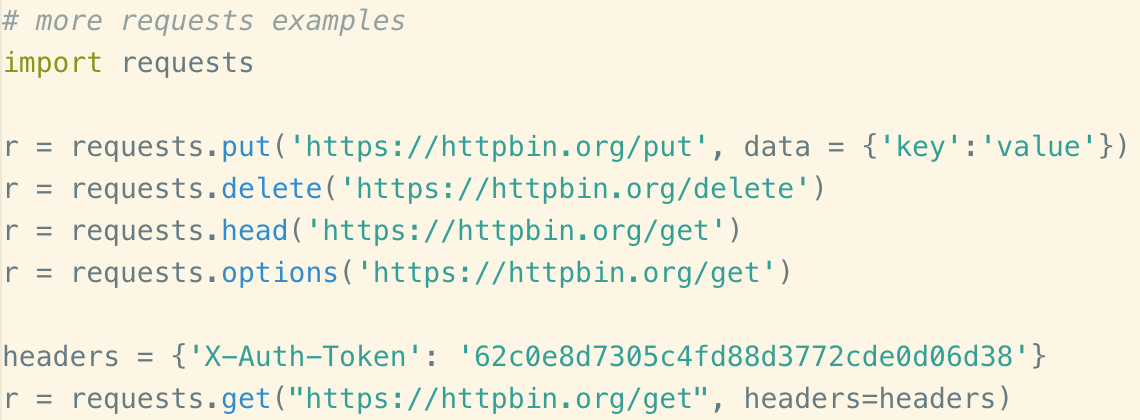 # more requests examples
import requests
r = requests.put('https://httpbin.org/put', data = {'key':'value'})
r = requests.delete('https://httpbin.org/delete')
r = requests.head('https://httpbin.org/get')
r = requests.options('https://httpbin.org/get')
headers = {'X-Auth-Token': '62c0e8d7305c4fd88d3772cde0d06d38'}
r = requests.get("https://httpbin.org/get", headers=headers)